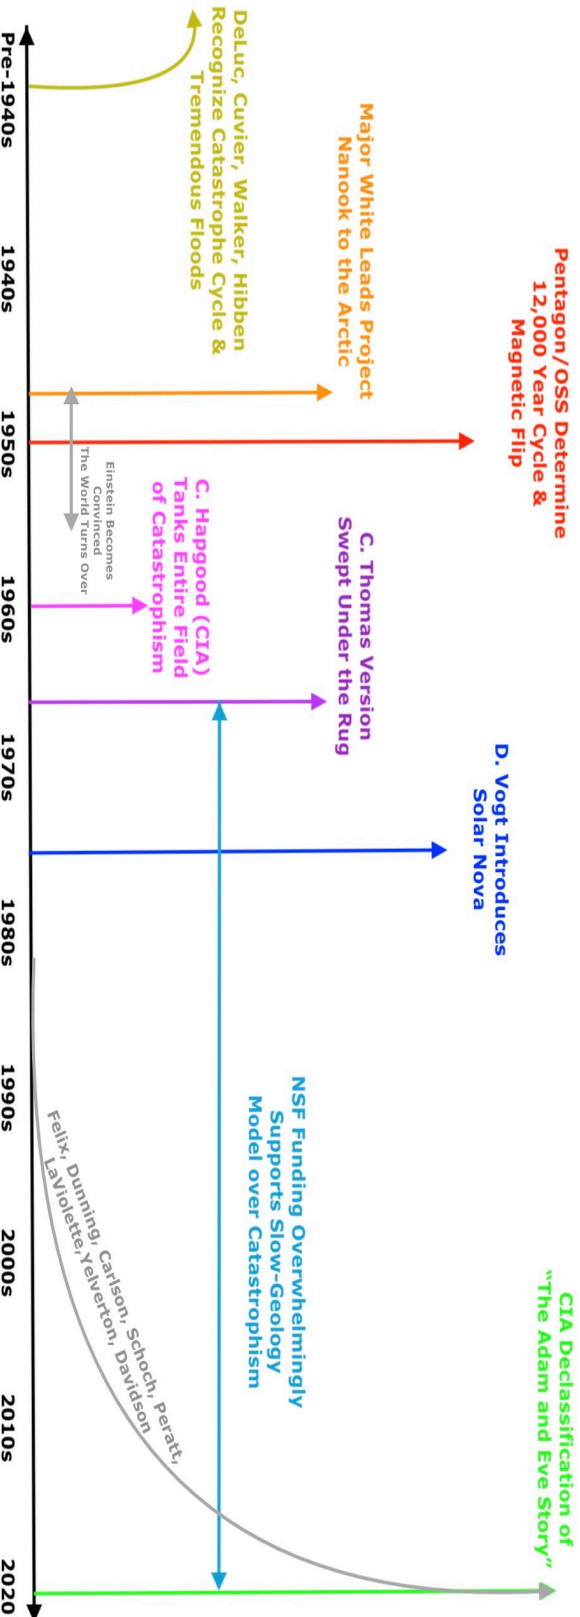 Pentagon/OSS Determine
12,000 Year Cycle &
Magnetic Flip
CIA Declassification of
"The Adam and Eve Story"
D. Vogt Introduces
Solar Nova
Major White Leads Project
Nanook to the Arctic
C. Thomas Version
Swept Under the Rug
NSF Funding Overwhelmingly
Supports Slow-Geology
Model over Catastrophism
DeLuc, Cuvier, Walker, Hibben
Recognize Catastrophe Cycle &
Tremendous Floods
C. Hapgood (CIA)
Tanks Entire Field
of Catastrophism
Einstein Becomes
Convinced
The World Turns Over
Felix, Dunning, Carlson, Schoch, Peratt,
LaViolette,Yelverton, Davidson
Pre-1940s
1940s
1950s
1960s
1970s
1980s
1990s
2000s
2010s
2020